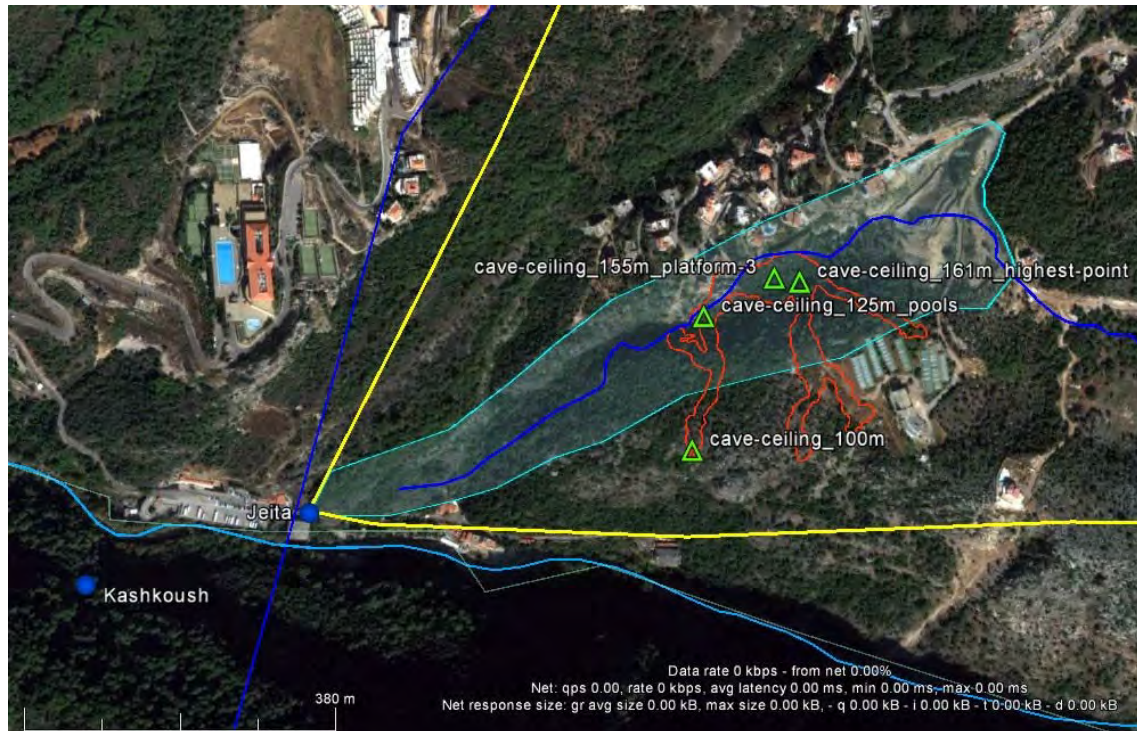 cave-ceiling_155m_platform-3
cave-ceiling_161m_highest-point
cave-ceiling_125m_pools
cave-ceiling_100m
Jeita
Kashkoush
Data rate 0 kbps - from net 0.00%
Net: qps 0.00, rate 0 kbps, avg latency 0.00 ms, min 0.00 ms, max 0.00 ms
380 m
Net response size: gr avg size 0.00 kB, max size 0.00 kB, - q 0.00 kB - i 0.00 kB - t 0.00 kB - d 0.00 kB